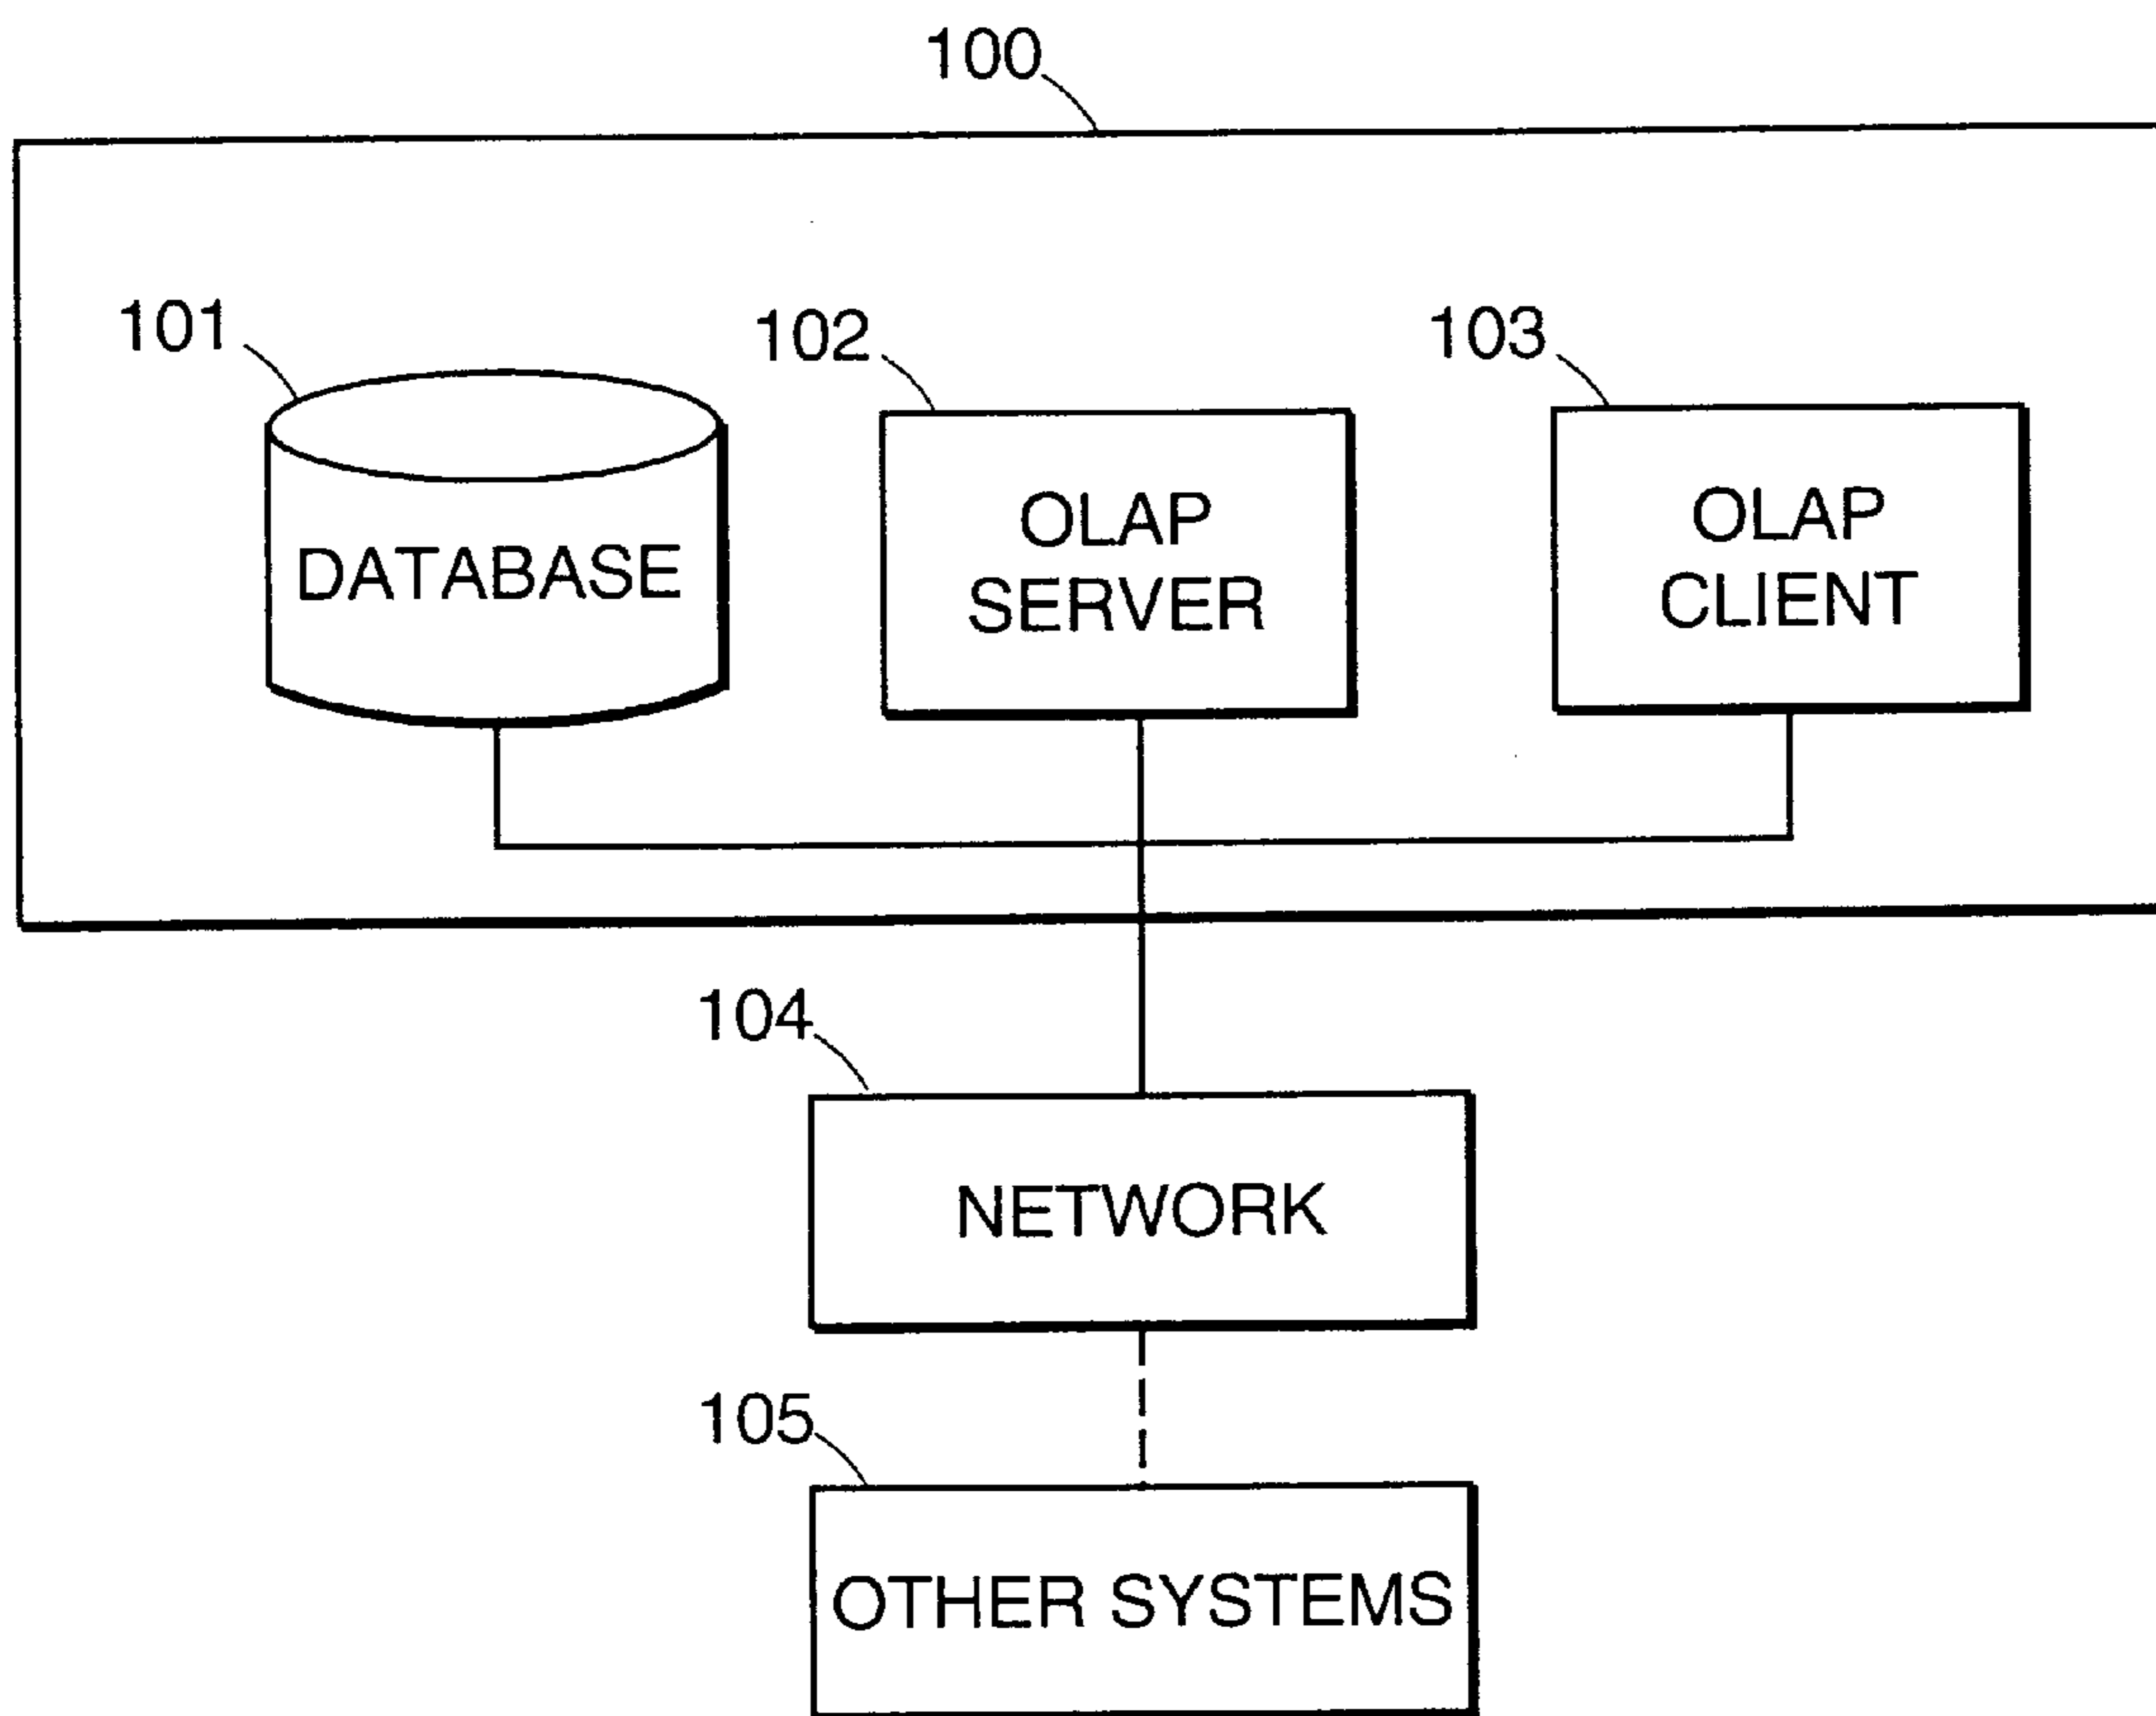 100
101
102
103
DATABASE
OLAP
SERVER
OLAP
CLIENT
104
NETWORK
105
OTHER SYSTEMS